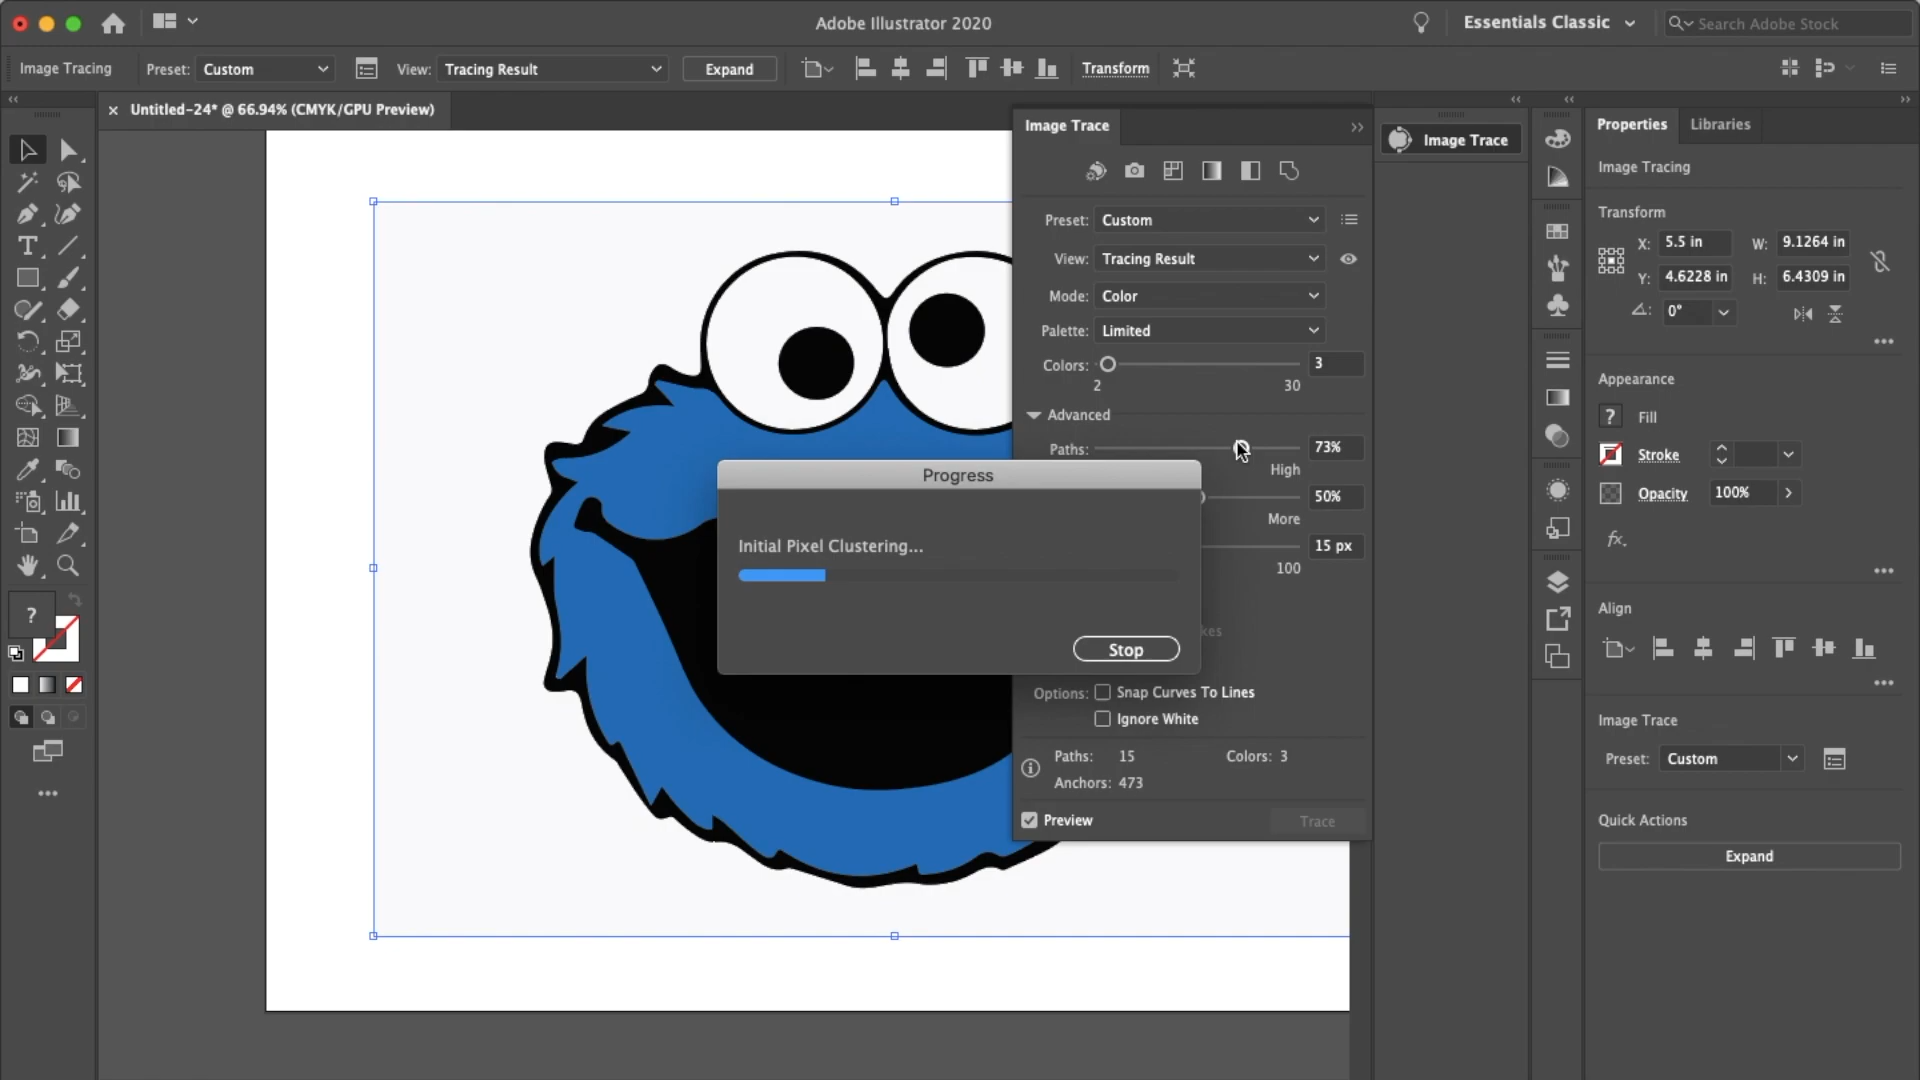 Adobe Illustrator 2020
Essentials Classic
Search Adobe Stock
Image Tracing
Preset: Custom
View: Tracing Result
Expand
Transform
Untitled-24* @ 66.94% (CMYK/GPU Preview)
Image Trace
Preset: Custom
View: Tracing Result
Mode: Color
Palette: Limited
Colors: 3
2 30
Advanced
Paths: 73%
High
50%
More
15 px
100
Progress
Initial Pixel Clustering...
Stop
Options: Snap Curves To Lines
Ignore White
Paths: 15 Colors: 3
Anchors: 473
Preview
Trace
Image Trace
Properties Libraries
Image Tracing
Transform
X: 5.5 in W: 9.1264 in
Y: 4.6228 in H: 6.4309 in
0°
Appearance
? Fill
Stroke
Opacity 100%
fx.
Align
Image Trace
Preset: Custom
Quick Actions
Expand
T
?